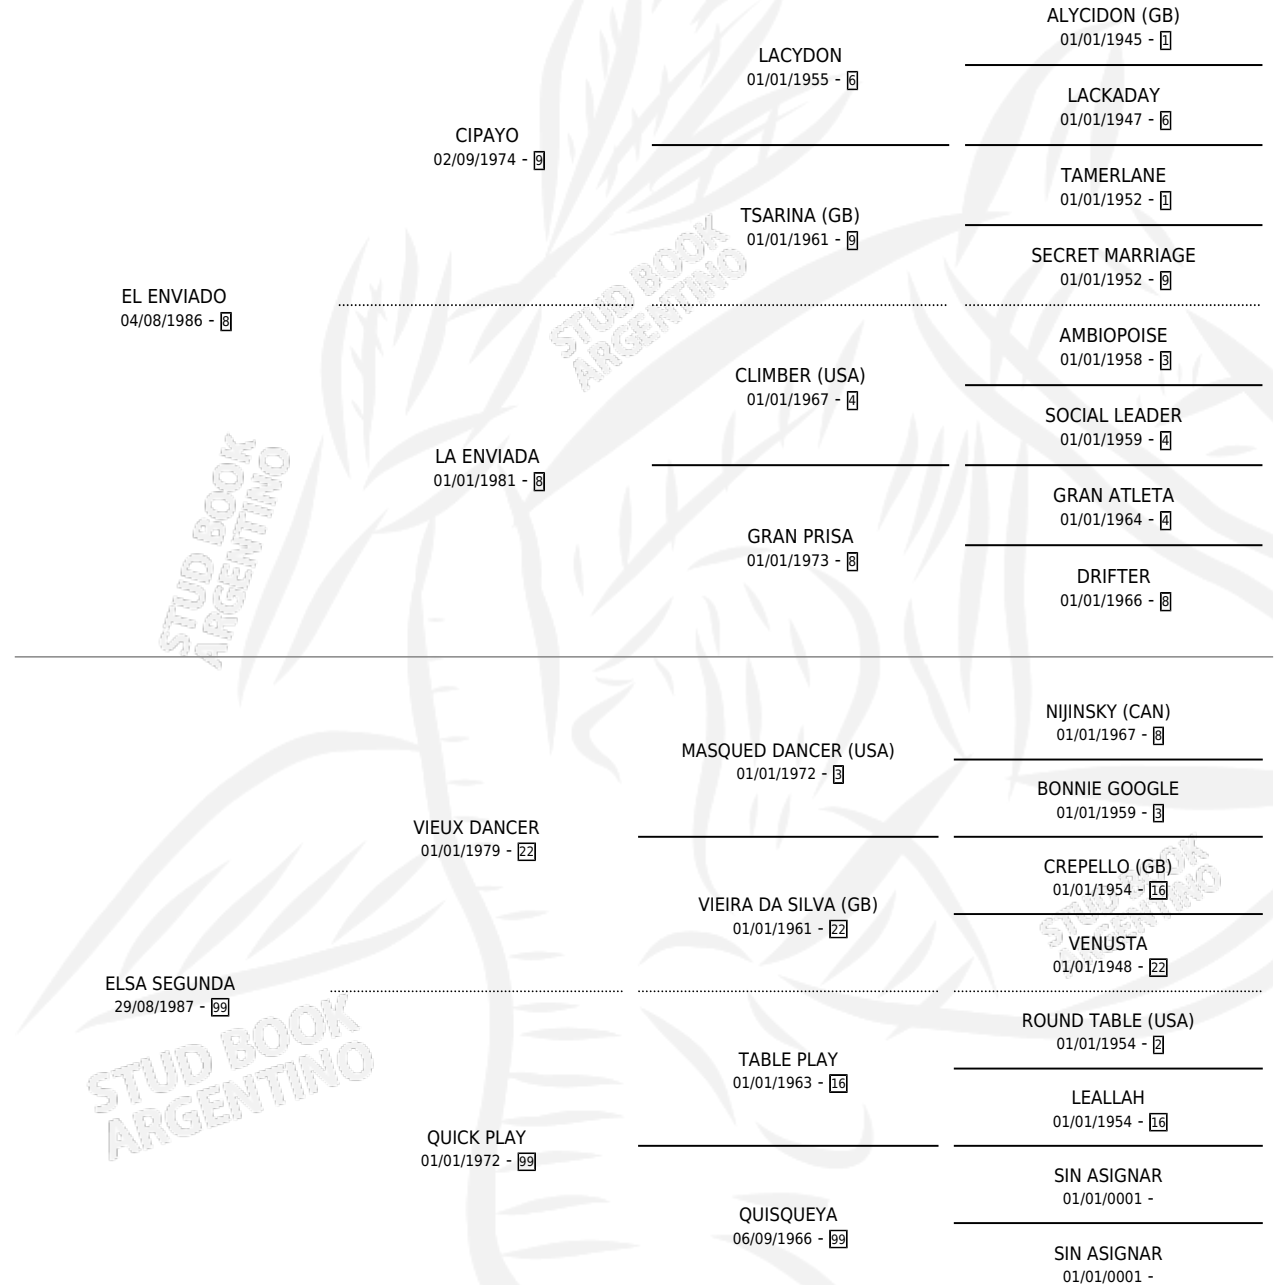 ALYCIDON (GB)
01/01/1945 - 1
LACYDON
01/01/1955 - 6
LACKADAY
01/01/1947 - 6
CIPAYO
02/09/1974 - 9
TAMERLANE
01/01/1952 - 1
TSARINA (GB)
01/01/1961 - 9
SECRET MARRIAGE
01/01/1952 - 9
EL ENVIADO
04/08/1986 - 8
AMBIOPOISE
01/01/1958 - 3
CLIMBER (USA)
01/01/1967 - 4
SOCIAL LEADER
01/01/1959 - 4
LA ENVIADA
01/01/1981 - 8
GRAN ATLETA
01/01/1964 - 4
GRAN PRISA
01/01/1973 - 8
DRIFTER
01/01/1966 - 8
NIJINSKY (CAN)
01/01/1967 - 8
MASQUED DANCER (USA)
01/01/1972 - 3
BONNIE GOOGLE
01/01/1959 - 3
VIEUX DANCER
01/01/1979 - 22
CREPELLO (GB)
01/01/1954 - 16
VIEIRA DA SILVA (GB)
01/01/1961 - 22
VENUSTA
01/01/1948 - 22
ELSA SEGUNDA
29/08/1987 - 99
ROUND TABLE (USA)
01/01/1954 - 2
TABLE PLAY
01/01/1963 - 16
LEALLAH
01/01/1954 - 16
QUICK PLAY
01/01/1972 - 99
SIN ASIGNAR
01/01/0001 -
QUISQUEYA
06/09/1966 - 99
SIN ASIGNAR
01/01/0001 -
STUD BOOK
ARGENTINO
STUD BOOK
ARGENTINO
STUD BOOK
ARGENTINO
STUD BOOK
ARGENTINO